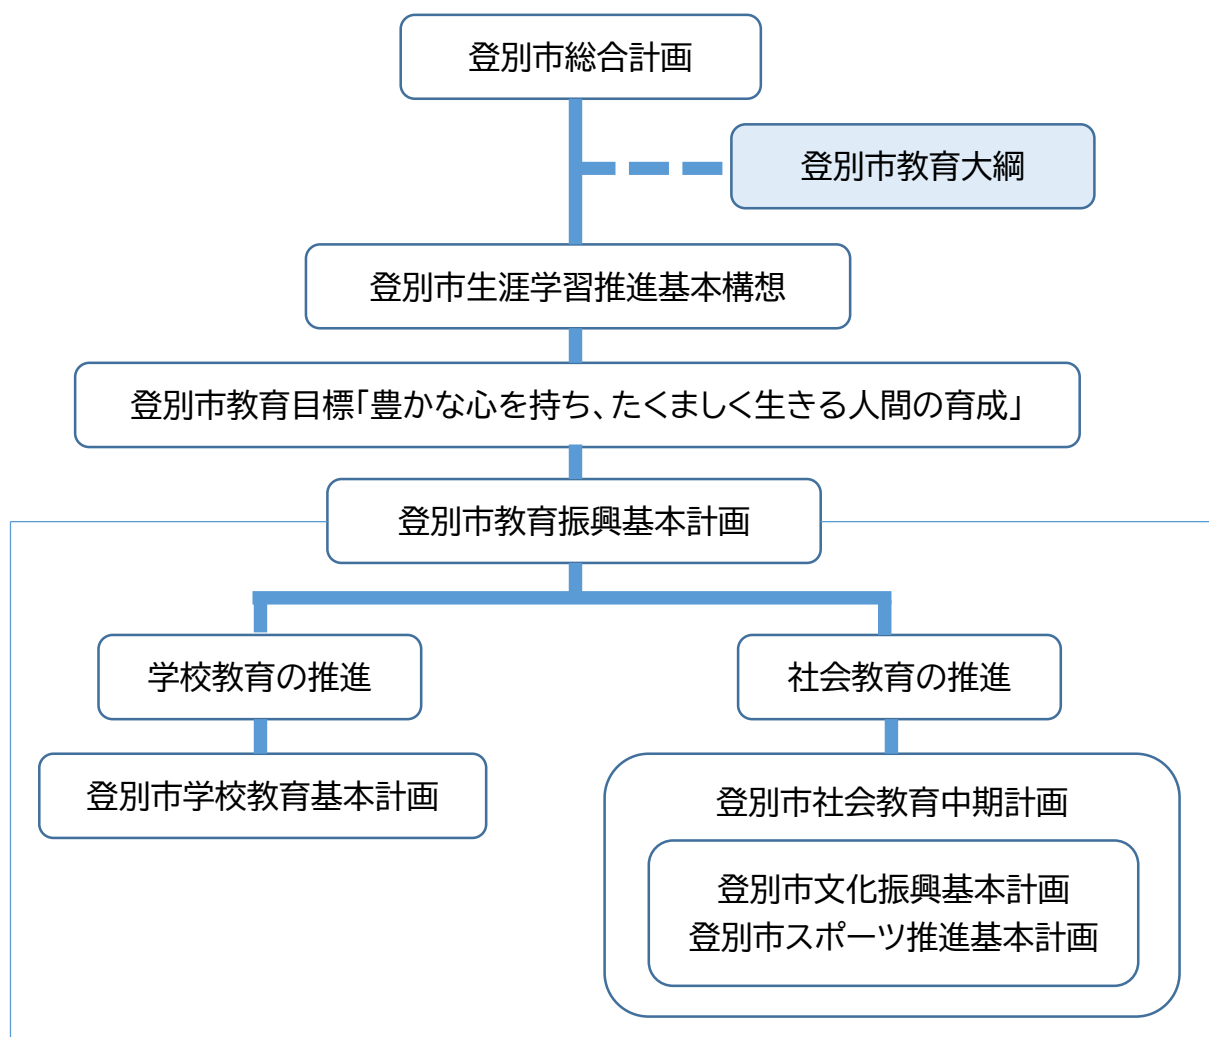 登別市総合計画
登別市教育大綱
登別市生涯学習推進基本構想
登別市教育目標「豊かな心を持ち、たくましく生きる人間の育成」
登別市教育振興基本計画
学校教育の推進
社会教育の推進
登別市学校教育基本計画
登別市社会教育中期計画
登別市文化振興基本計画
登別市スポーツ推進基本計画